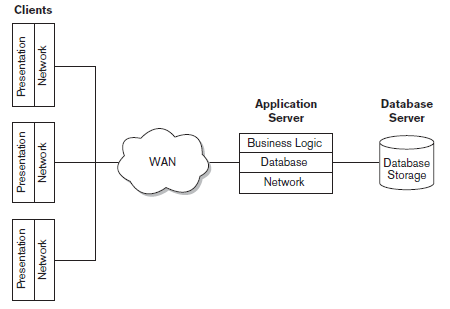 Clients
Presentation
Network
Presentation
Network
Presentation
Network
WAN
Application
Server
Business Logic
Database
Network
Database
Server
Database
Storage